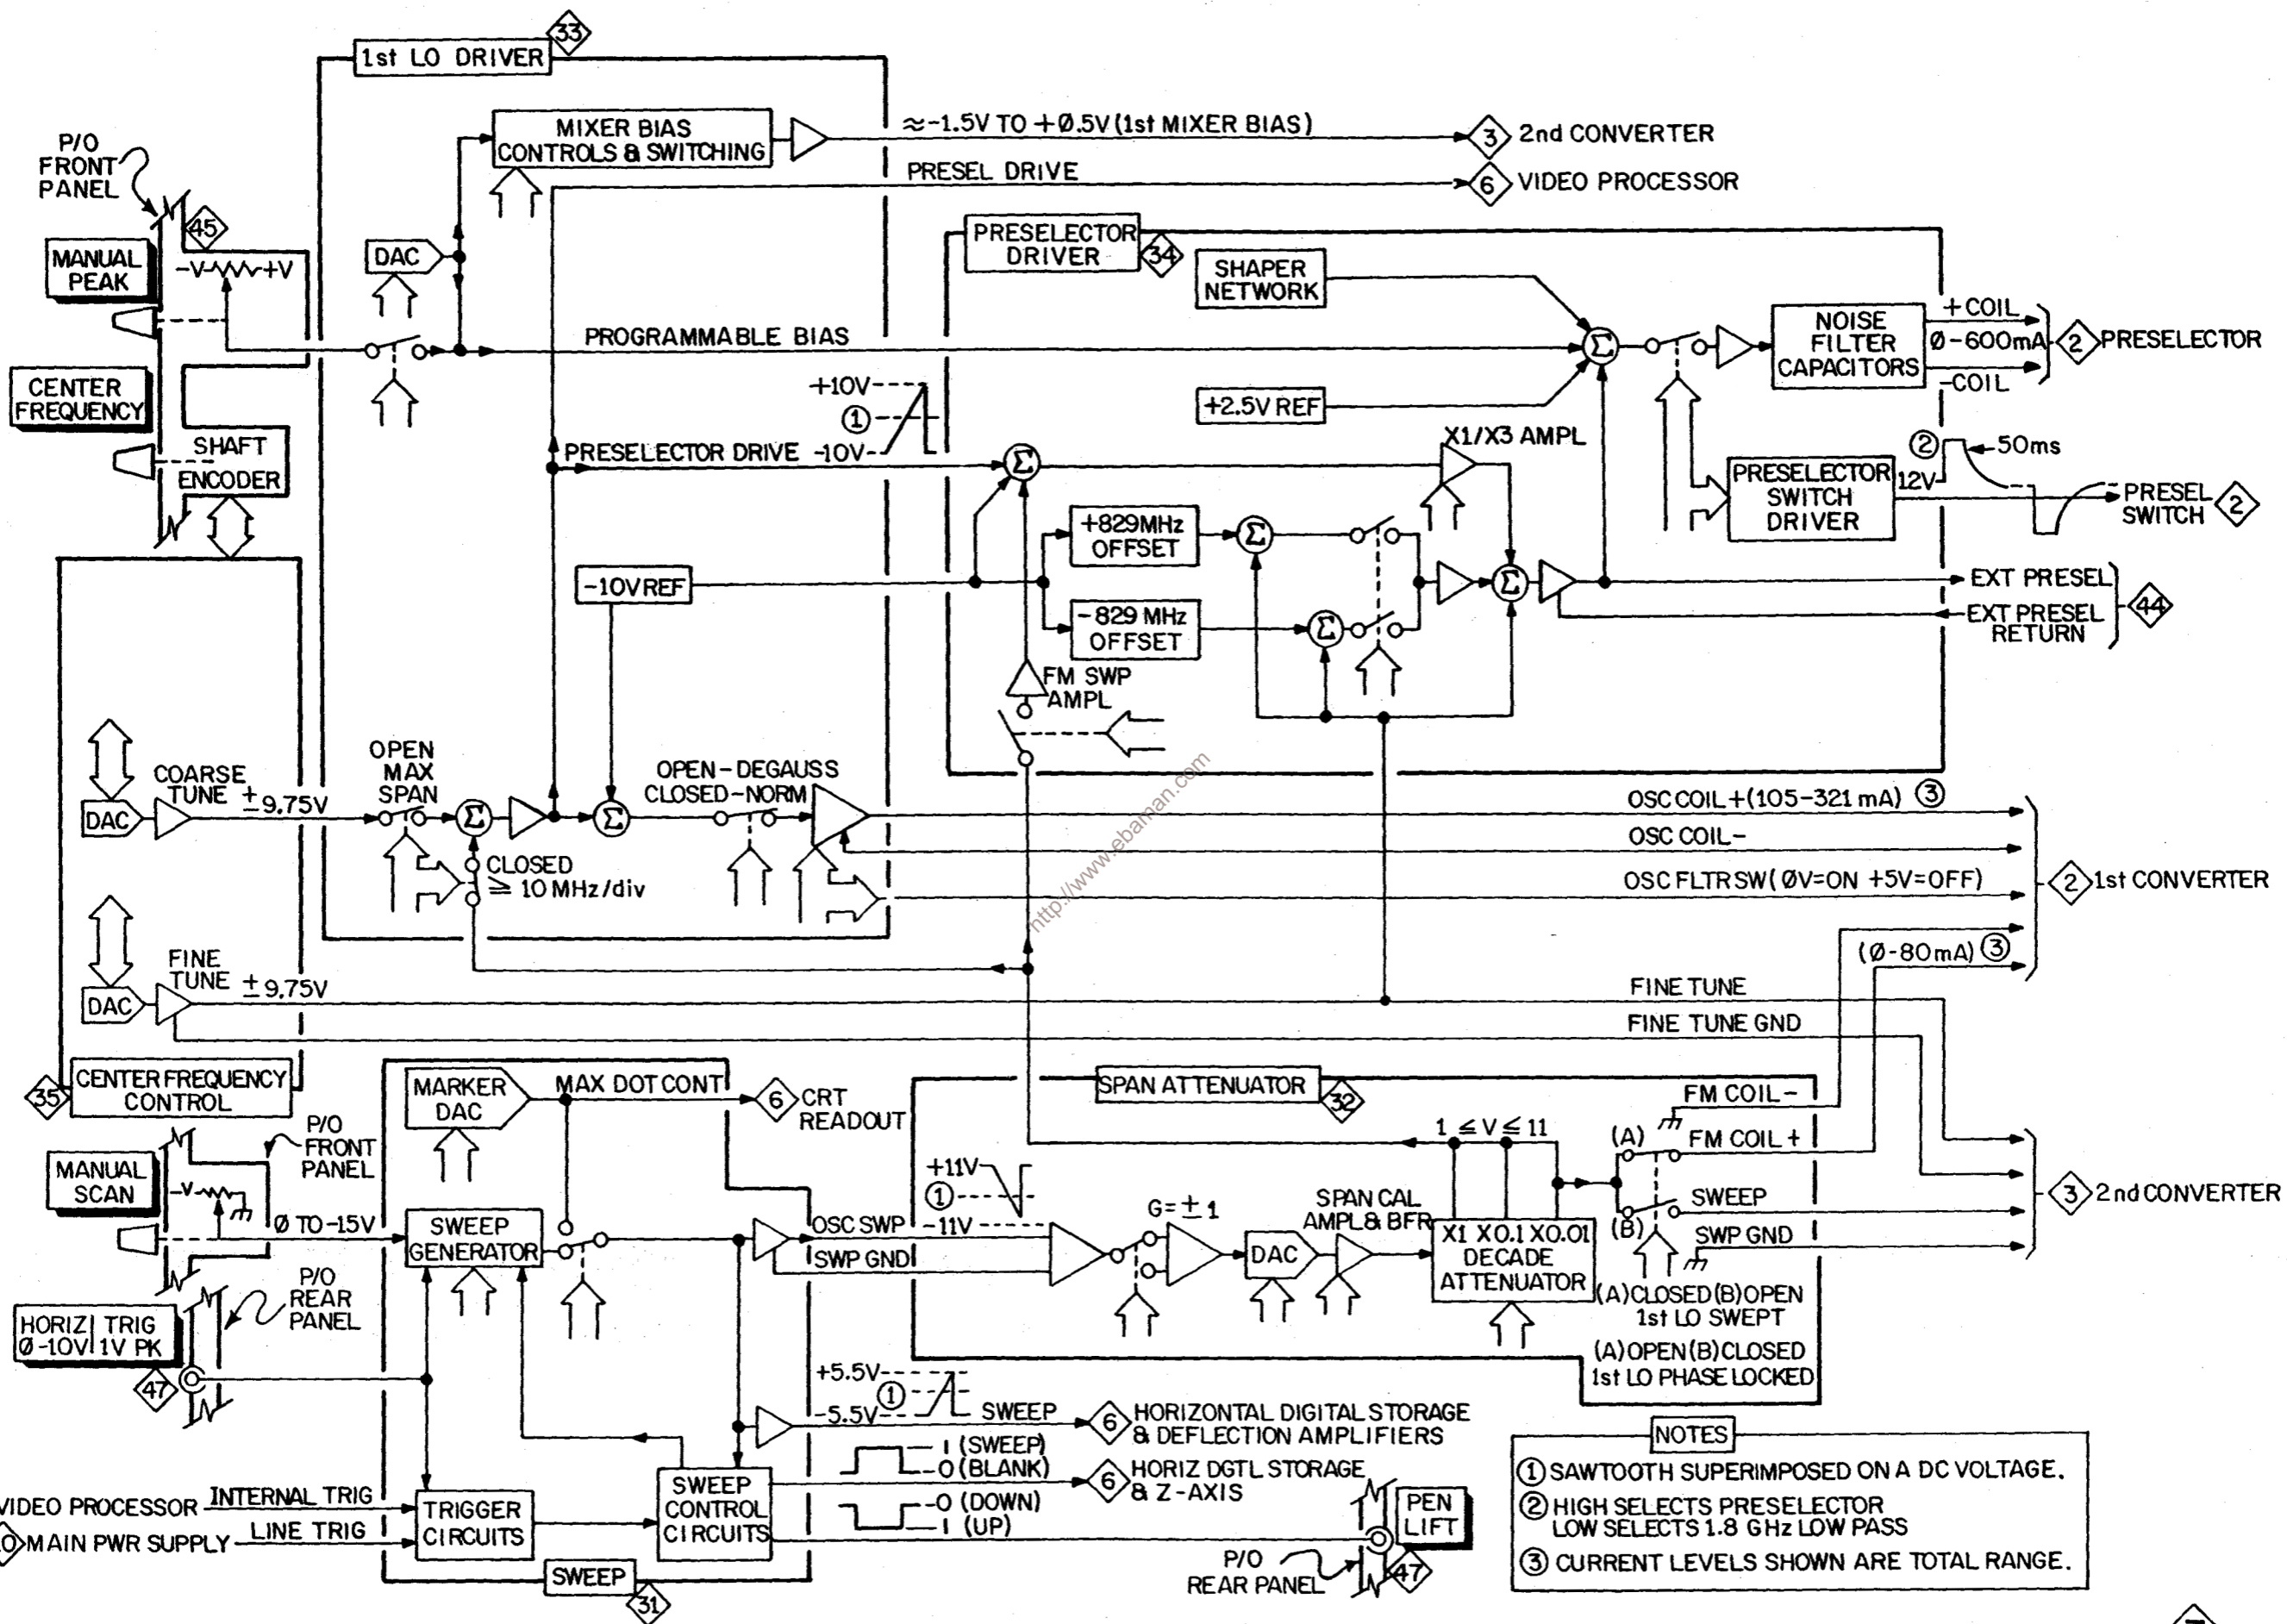 1st LO DRIVER
33
P/O
FRONT
PANEL
45
MANUAL
PEAK
-V
+V
CENTER
FREQUENCY
SHAFT
ENCODER
DAC
MIXER BIAS
CONTROLS & SWITCHING
≈-1.5V TO +0.5V (1st MIXER BIAS)
3
2nd CONVERTER
PRESEL DRIVE
6
VIDEO PROCESSOR
PRESELECTOR
DRIVER
34
SHAPER
NETWORK
PROGRAMMABLE BIAS
Σ
NOISE
FILTER
CAPACITORS
+COIL
Ø-600mA
-COIL
2
PRESELECTOR
+2.5V REF
+10V
1
PRESELECTOR DRIVE -10V
Σ
X1/X3 AMPL
PRESELECTOR
SWITCH
DRIVER
2
50ms
12V
PRESEL
SWITCH
2
+829MHz
OFFSET
Σ
-10V REF
-829 MHz
OFFSET
Σ
Σ
EXT PRESEL
EXT PRESEL
RETURN
44
FM SWP
AMPL
COARSE
TUNE
±9.75V
DAC
OPEN
MAX
SPAN
Σ
Σ
OPEN-DEGAUSS
CLOSED-NORM
CLOSED
≥ 10 MHz/div
OSC COIL+(105-321 mA) 3
OSC COIL-
OSC FLTR SW (ØV=ON +5V=OFF)
2
1st CONVERTER
(Ø-80mA) 3
FINE
TUNE
±9.75V
DAC
FINE TUNE
FINE TUNE GND
35
CENTER FREQUENCY
CONTROL
MARKER
DAC
MAX DOT CONT
6
CRT
READOUT
SPAN ATTENUATOR
32
P/O
FRONT
PANEL
MANUAL
SCAN
-V
Ø TO-15V
SWEEP
GENERATOR
OSC SWP
SWP GND
+11V
1
-11V
G=±1
DAC
SPAN CAL
AMPL & BFR
1 ≤ V ≤ 11
X1 X0.1 X0.01
DECADE
ATTENUATOR
(A)
(B)
FM COIL-
FM COIL+
SWEEP
SWP GND
3
2nd CONVERTER
(A)CLOSED(B)OPEN
1st LO SWEPT
(A)OPEN(B)CLOSED
1st LO PHASE LOCKED
P/O
REAR
PANEL
HORIZ TRIG
Ø-10V 1V PK
47
+5.5V
1
-5.5V
SWEEP
6
HORIZONTAL DIGITAL STORAGE
& DEFLECTION AMPLIFIERS
1 (SWEEP)
0 (BLANK)
6
HORIZ DGTL STORAGE
& Z-AXIS
0 (DOWN)
1 (UP)
VIDEO PROCESSOR
INTERNAL TRIG
MAIN PWR SUPPLY
LINE TRIG
TRIGGER
CIRCUITS
SWEEP
CONTROL
CIRCUITS
SWEEP
31
P/O
REAR PANEL
PEN
LIFT
47
NOTES
1 SAWTOOTH SUPERIMPOSED ON A DC VOLTAGE.
2 HIGH SELECTS PRESELECTOR
LOW SELECTS 1.8 GHz LOW PASS
3 CURRENT LEVELS SHOWN ARE TOTAL RANGE.
http://www.ebaman.com